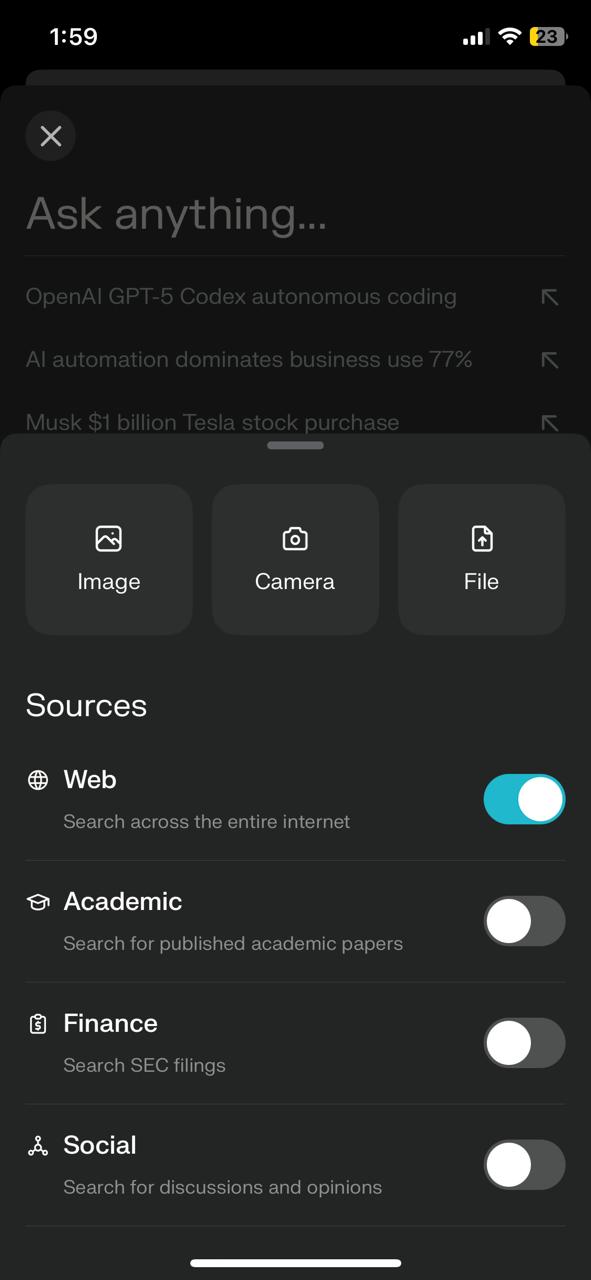 1:59
23
Ask anything...
OpenAI GPT-5 Codex autonomous coding
AI automation dominates business use 77%
Musk $1 billion Tesla stock purchase
Image
Camera
File
Sources
Web
Search across the entire internet
Academic
Search for published academic papers
Finance
Search SEC filings
Social
Search for discussions and opinions